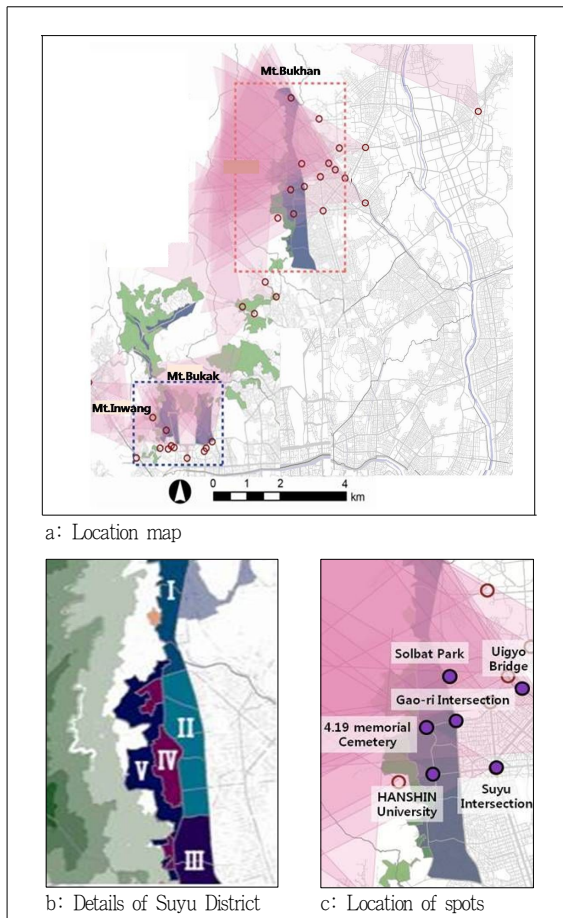 Mt.Bukhan
Mt.Bukak
Mt.Inwang
0 2 4
km
a: Location map
I
II
IV
V
III
b: Details of Suyu District
Solbat Park
Uigyo
Bridge
Gao-ri Intersection
4.19 memorial
Cemetery
HANSHIN
University
Suyu
Intersection
c: Location of spots